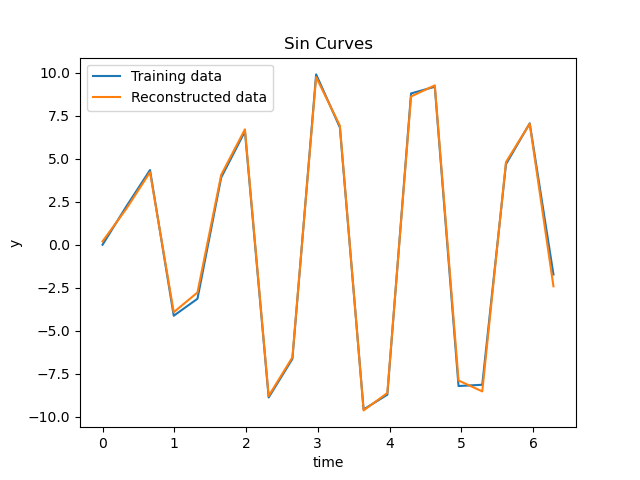 Sin Curves
Training data
Reconstructed data
10.0
7.5
5.0
2.5
0.0
−2.5
−5.0
−7.5
−10.0
y
0 1 2 3 4 5 6
time